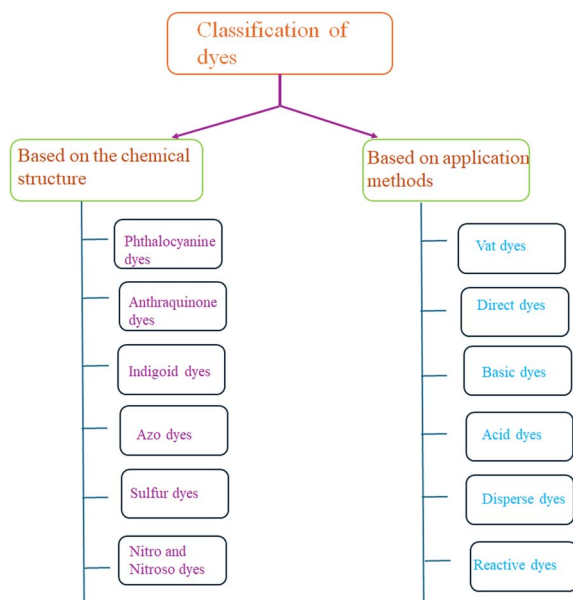 Classification of
dyes
Based on the chemical
structure
Phthalocyanine
dyes
Anthraquinone
dyes
Indigoid dyes
Azo dyes
Sulfur dyes
Nitro and
Nitroso dyes
Based on application
methods
Vat dyes
Direct dyes
Basic dyes
Acid dyes
Disperse dyes
Reactive dyes